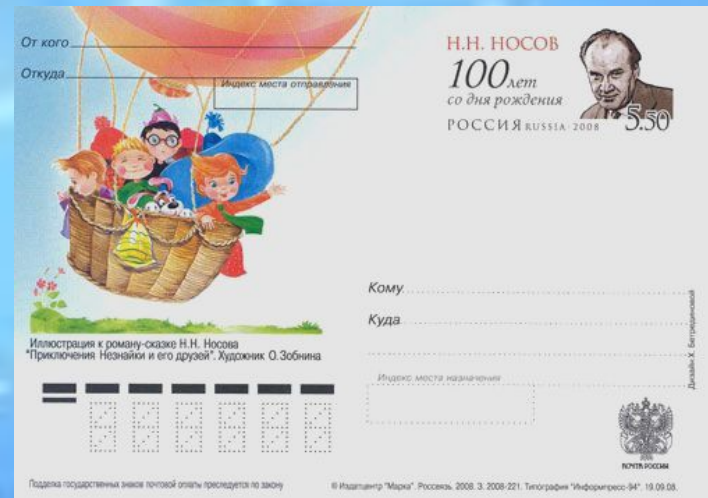 От кого
Откуда
Индекс места отправления
Н.Н. НОСОВ
100 лет
со дня рождения
РОССИЯ RUSSIA·2008
5.50
Кому
Куда
Индекс места назначения
Дизайн Х. Бетрединовой
Иллюстрация к роману-сказке Н.Н. Носова
"Приключения Незнайки и его друзей". Художник О.Зобнина
ПОЧТА РОССИИ
Подделка государственных знаков почтовой оплаты преследуется по закону
© Издатцентр "Марка". Россвязь. 2008. З. 2008-221. Типография "Информпресс-94". 19.09.08.